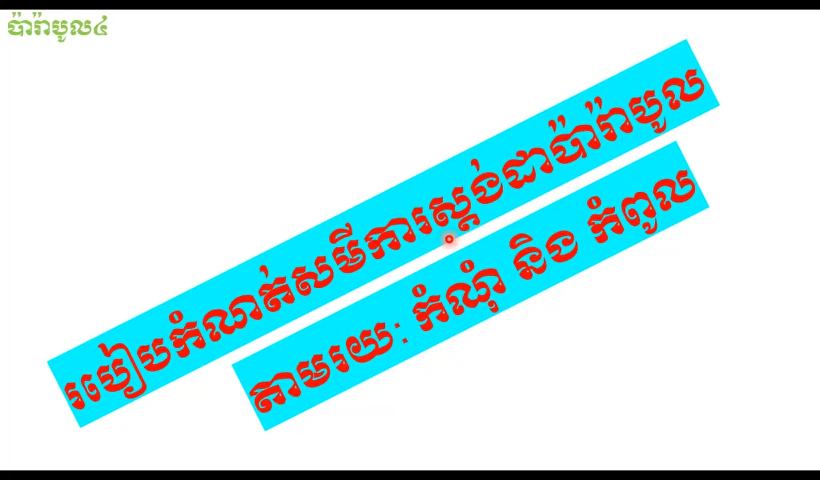 ប៉ារ៉ាបូល៤
របៀបកំណត់សមីការស្តង់ដាប៉ារ៉ាបូល
តាមរយៈ កំណុំ និង កំពូល